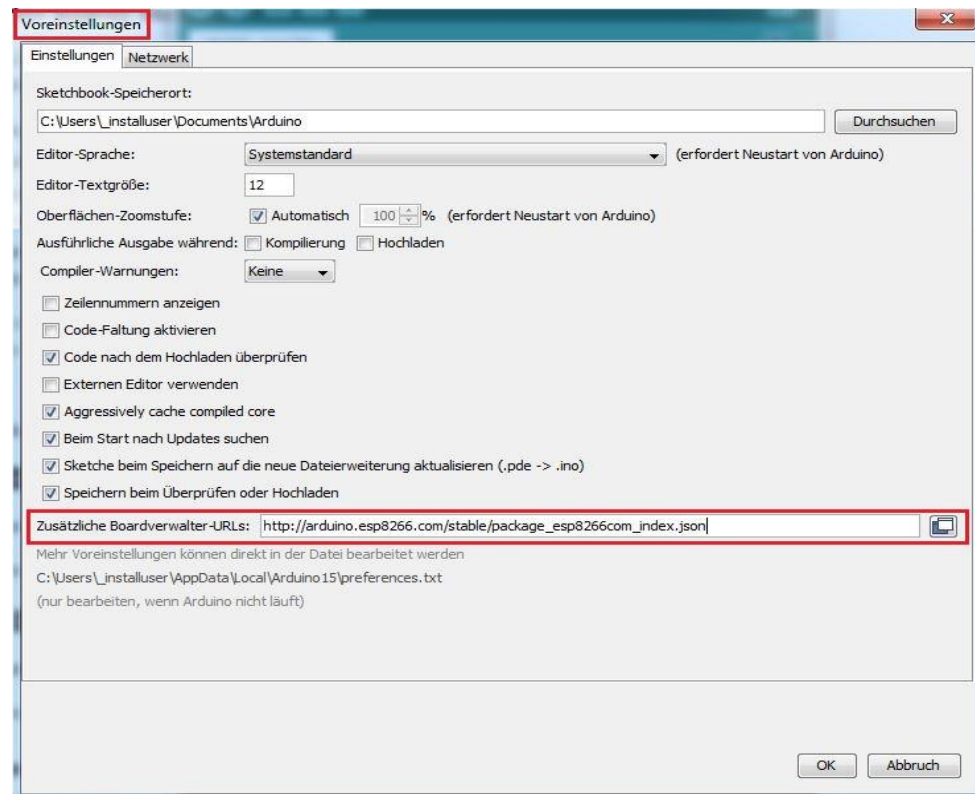 Voreinstellungen
Einstellungen Netzwerk
Sketchbook-Speicherort:
C:\Users\_installuser\Documents\Arduino Durchsuchen
Editor-Sprache: Systemstandard (erfordert Neustart von Arduino)
Editor-Textgröße: 12
Oberflächen-Zoomstufe: Automatisch 100 % (erfordert Neustart von Arduino)
Ausführliche Ausgabe während: Kompilierung Hochladen
Compiler-Warnungen: Keine
Zeilennummern anzeigen
Code-Faltung aktivieren
Code nach dem Hochladen überprüfen
Externen Editor verwenden
Aggressively cache compiled core
Beim Start nach Updates suchen
Sketche beim Speichern auf die neue Dateierweiterung aktualisieren (.pde -> .ino)
Speichern beim Überprüfen oder Hochladen
Zusätzliche Boardverwalter-URLs: http://arduino.esp8266.com/stable/package_esp8266com_index.json
Mehr Voreinstellungen können direkt in der Datei bearbeitet werden
C:\Users\_installuser\AppData\Local\Arduino15\preferences.txt
(nur bearbeiten, wenn Arduino nicht läuft)
OK Abbruch